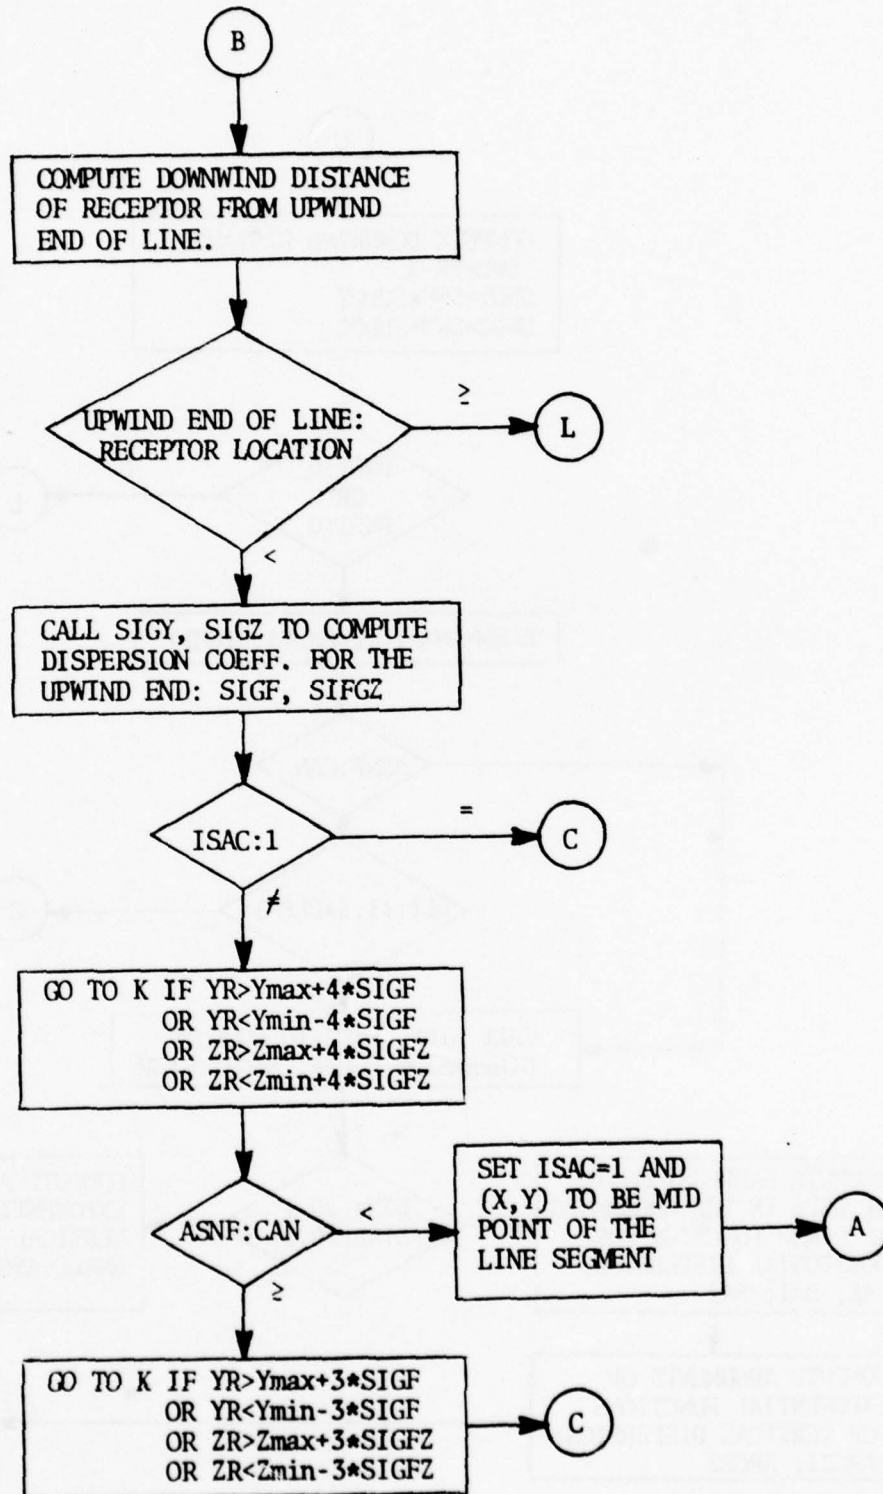 B
COMPUTE DOWNWIND DISTANCE
OF RECEPTOR FROM UPWIND
END OF LINE.
UPWIND END OF LINE:
RECEPTOR LOCATION
≥
L
<
CALL SIGY, SIGZ TO COMPUTE
DISPERSION COEFF. FOR THE
UPWIND END: SIGF, SIFGZ
ISAC:1
=
C
≠
GO TO K IF YR>Ymax+4*SIGF
OR YR<Ymin-4*SIGF
OR ZR>Zmax+4*SIGFZ
OR ZR<Zmin+4*SIGFZ
ASNF:CAN
<
SET ISAC=1 AND
(X,Y) TO BE MID
POINT OF THE
LINE SEGMENT
A
≥
GO TO K IF YR>Ymax+3*SIGF
OR YR<Ymin-3*SIGF
OR ZR>Zmax+3*SIGFZ
OR ZR<Zmin-3*SIGFZ
C